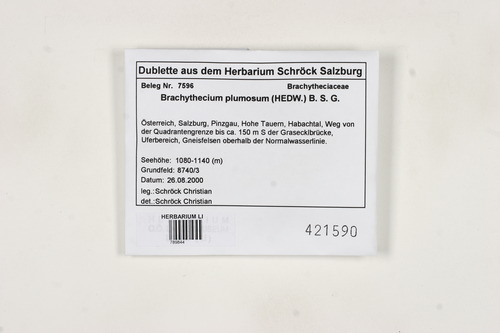 Dublette aus dem Herbarium Schröck Salzburg
Beleg Nr. 7596 Brachytheciaceae
Brachythecium plumosum (HEDW.) B. S. G.
Österreich, Salzburg, Pinzgau, Hohe Tauern, Habachtal, Weg von
der Quadrantengrenze bis ca. 150 m S der Grasecklbrücke,
Uferbereich, Gneisfelsen oberhalb der Normalwasserlinie.
Seehöhe: 1080-1140 (m)
Grundfeld: 8740/3
Datum: 26.08.2000
leg.: Schröck Christian
det.: Schröck Christian
HERBARIUM LI
421590